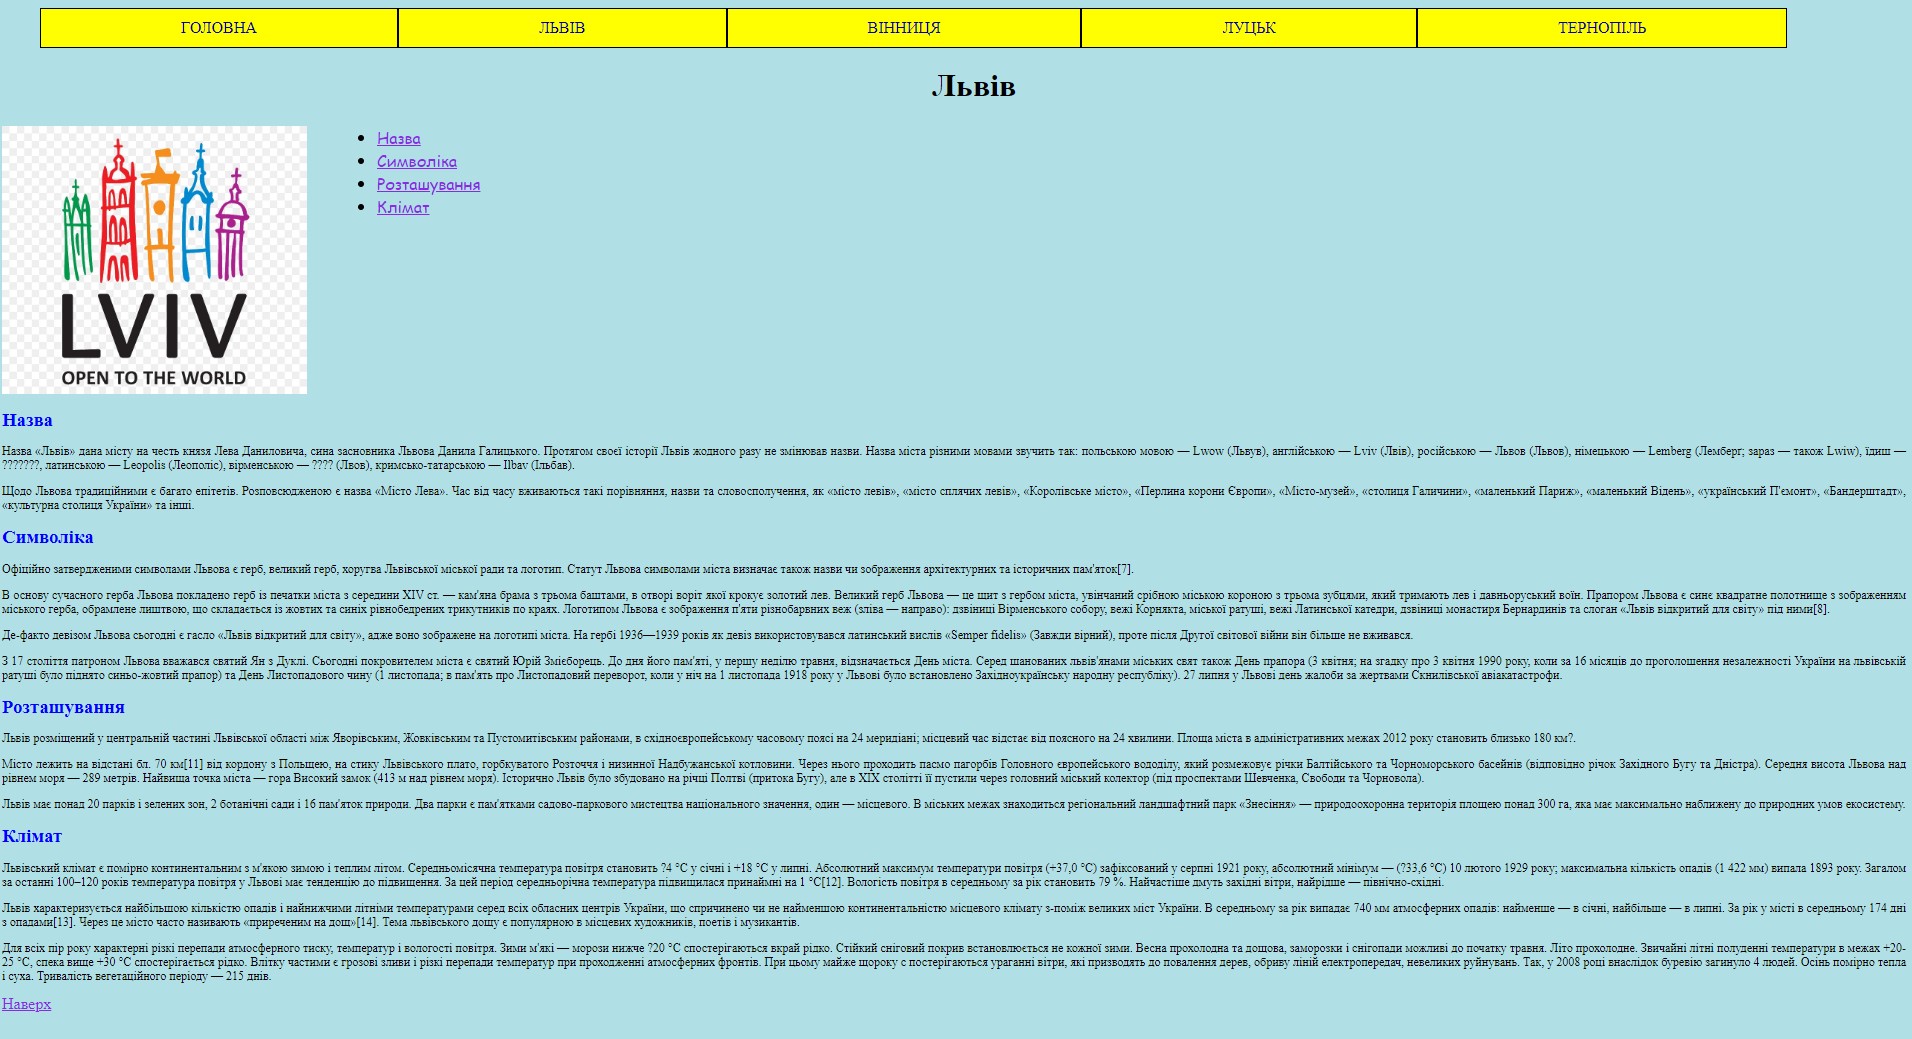 ГОЛОВНА
ЛЬВІВ
ВІННИЦЯ
ЛУЦЬК
ТЕРНОПІЛЬ
Львів
LVIV
OPEN TO THE WORLD
Назва
Символіка
Розташування
Клімат
Назва
Назва «Львів» дана місту на честь князя Лева Даниловича, сина засновника Львова Данила Галицького. Протягом своєї історії Львів жодного разу не змінював назви. Назва міста різними мовами звучить так: польською мовою — Lwow (Львув), англійською — Lviv (Лвів), російською — Львов (Львов), німецькою — Lemberg (Лемберг; зараз — також Lwiw), їдиш —
???????, латинською — Leopolis (Леополіс), вірменською — ???? (Лвов), кримсько-татарською — Ilbav (Ільбав).
Щодо Львова традиційними є багато епітетів. Розповсюдженою є назва «Місто Лева». Час від часу вживаються такі порівняння, назви та словосполучення, як «місто левів», «місто сплячих левів», «Королівське місто», «Перлина корони Європи», «Місто-музей», «столиця Галичини», «маленький Париж», «маленький Відень», «український П'ємонт», «Бандерштадт»,
«культурна столиця України» та інші.
Символіка
Офіційно затвердженими символами Львова є герб, великий герб, хоругва Львівської міської ради та логотип. Статут Львова символами міста визначає також назви чи зображення архітектурних та історичних пам'яток[7].
В основу сучасного герба Львова покладено герб із печатки міста з середини XIV ст. — кам'яна брама з трьома баштами, в отворі воріт якої крокує золотий лев. Великий герб Львова — це щит з гербом міста, увінчаний срібною міською короною з трьома зубцями, який тримають лев і давньоруський воїн. Прапором Львова є синє квадратне полотнище з зображенням
міського герба, обрамлене лиштвою, що складається із жовтих та синіх рівнобедрених трикутників по краях. Логотипом Львова є зображення п'яти різнобарвних веж (зліва — направо): дзвіниці Вірменського собору, вежі Корнякта, міської ратуші, вежі Латинської катедри, дзвіниці монастиря Бернардинів та слоган «Львів відкритий для світу» під ними[8].
Де-факто девізом Львова сьогодні є гасло «Львів відкритий для світу», адже воно зображене на логотипі міста. На гербі 1936—1939 років як девіз використовувався латинський вислів «Semper fidelis» (Завжди вірний), проте після Другої світової війни він більше не вживався.
З 17 століття патроном Львова вважався святий Ян з Дуклі. Сьогодні покровителем міста є святий Юрій Змієборець. До дня його пам'яті, у першу неділю травня, відзначається День міста. Серед шанованих львів'янами міських свят також День прапора (3 квітня; на згадку про 3 квітня 1990 року, коли за 16 місяців до проголошення незалежності України на львівській
ратуші було піднято синьо-жовтий прапор) та День Листопадового чину (1 листопада; в пам'ять про Листопадовий переворот, коли у ніч на 1 листопада 1918 року у Львові було встановлено Західноукраїнську народну республіку). 27 липня у Львові день жалоби за жертвами Скнилівської авіакатастрофи.
Розташування
Львів розміщений у центральній частині Львівської області між Яворівським, Жовківським та Пустомитівським районами, в східноєвропейському часовому поясі на 24 меридіані; місцевий час відстає від поясного на 24 хвилини. Площа міста в адміністративних межах 2012 року становить близько 180 км?.
Місто лежить на відстані бл. 70 км[11] від кордону з Польщею, на стику Львівського плато, горбкуватого Розточчя і низинної Надбужанської котловини. Через нього проходить пасмо пагорбів Головного європейського вододілу, який розмежовує річки Балтійського та Чорноморського басейнів (відповідно річок Західного Бугу та Дністра). Середня висота Львова над
рівнем моря — 289 метрів. Найвища точка міста — гора Високий замок (413 м над рівнем моря). Історично Львів було збудовано на річці Полтві (притока Бугу), але в XIX столітті її пустили через головний міський колектор (під проспектами Шевченка, Свободи та Чорновола).
Львів має понад 20 парків і зелених зон, 2 ботанічні сади і 16 пам'яток природи. Два парки є пам'ятками садово-паркового мистецтва національного значення, один — місцевого. В міських межах знаходиться регіональний ландшафтний парк «Знесіння» — природоохоронна територія площею понад 300 га, яка має максимально наближену до природних умов екосистему.
Клімат
Львівський клімат є помірно континентальним з м'якою зимою і теплим літом. Середньомісячна температура повітря становить ?4 °C у січні і +18 °C у липні. Абсолютний максимум температури повітря (+37,0 °C) зафіксований у серпні 1921 року, абсолютний мінімум — (?33,6 °C) 10 лютого 1929 року; максимальна кількість опадів (1 422 мм) випала 1893 року. Загалом
за останні 100–120 років температура повітря у Львові має тенденцію до підвищення. За цей період середньорічна температура підвищилася принаймні на 1 °C[12]. Вологість повітря в середньому за рік становить 79 %. Найчастіше дмуть західні вітри, найрідше — північно-східні.
Львів характеризується найбільшою кількістю опадів і найнижчими літніми температурами серед всіх обласних центрів України, що спричинено чи не найменшою континентальністю місцевого клімату з-поміж великих міст України. В середньому за рік випадає 740 мм атмосферних опадів: найменше — в січні, найбільше — в липні. За рік у місті в середньому 174 дні
з опадами[13]. Через це місто часто називають «приреченим на дощ»[14]. Тема львівського дощу є популярною в місцевих художників, поетів і музикантів.
Для всіх пір року характерні різкі перепади атмосферного тиску, температур і вологості повітря. Зими м'які — морози нижче ?20 °C спостерігаються вкрай рідко. Стійкий сніговий покрив встановлюється не кожної зими. Весна прохолодна та дощова, заморозки і снігопади можливі до початку травня. Літо прохолодне. Звичайні літні полуденні температури в межах +20-
25 °C, спека вище +30 °C спостерігається рідко. Влітку частими є грозові зливи і різкі перепади температур при проходженні атмосферних фронтів. При цьому майже щороку с постерігаються ураганні вітри, які призводять до повалення дерев, обриву ліній електропередач, невеликих руйнувань. Так, у 2008 році внаслідок буревію загинуло 4 людей. Осінь помірно тепла
і суха. Тривалість вегетаційного періоду — 215 днів.
Наверх